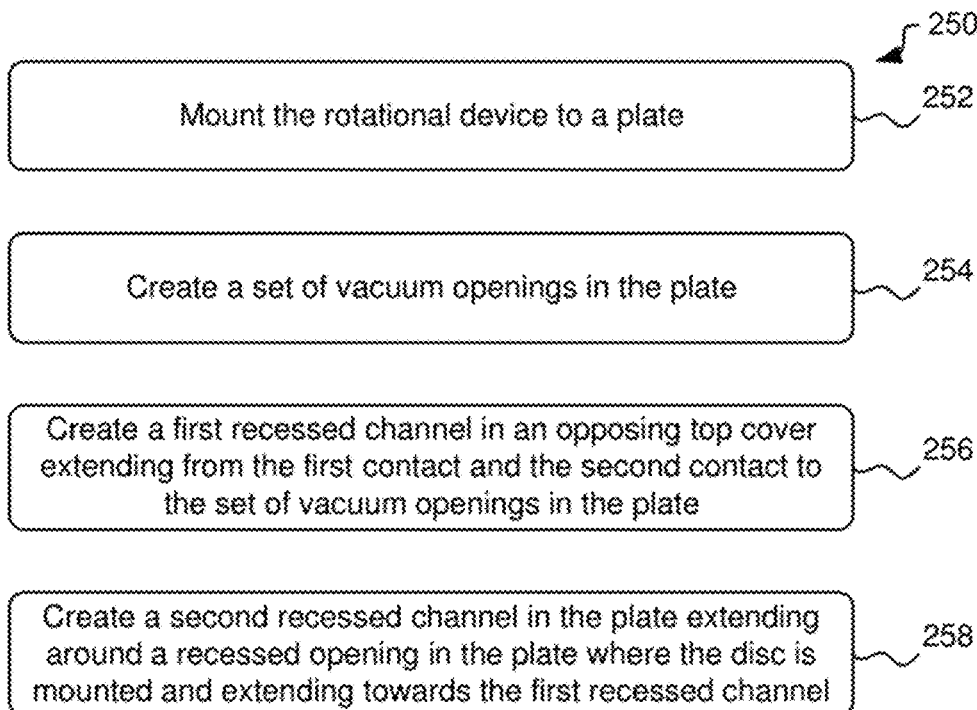 250
Mount the rotational device to a plate
252
Create a set of vacuum openings in the plate
254
Create a first recessed channel in an opposing top cover
extending from the first contact and the second contact to
the set of vacuum openings in the plate
256
Create a second recessed channel in the plate extending
around a recessed opening in the plate where the disc is
mounted and extending towards the first recessed channel
258